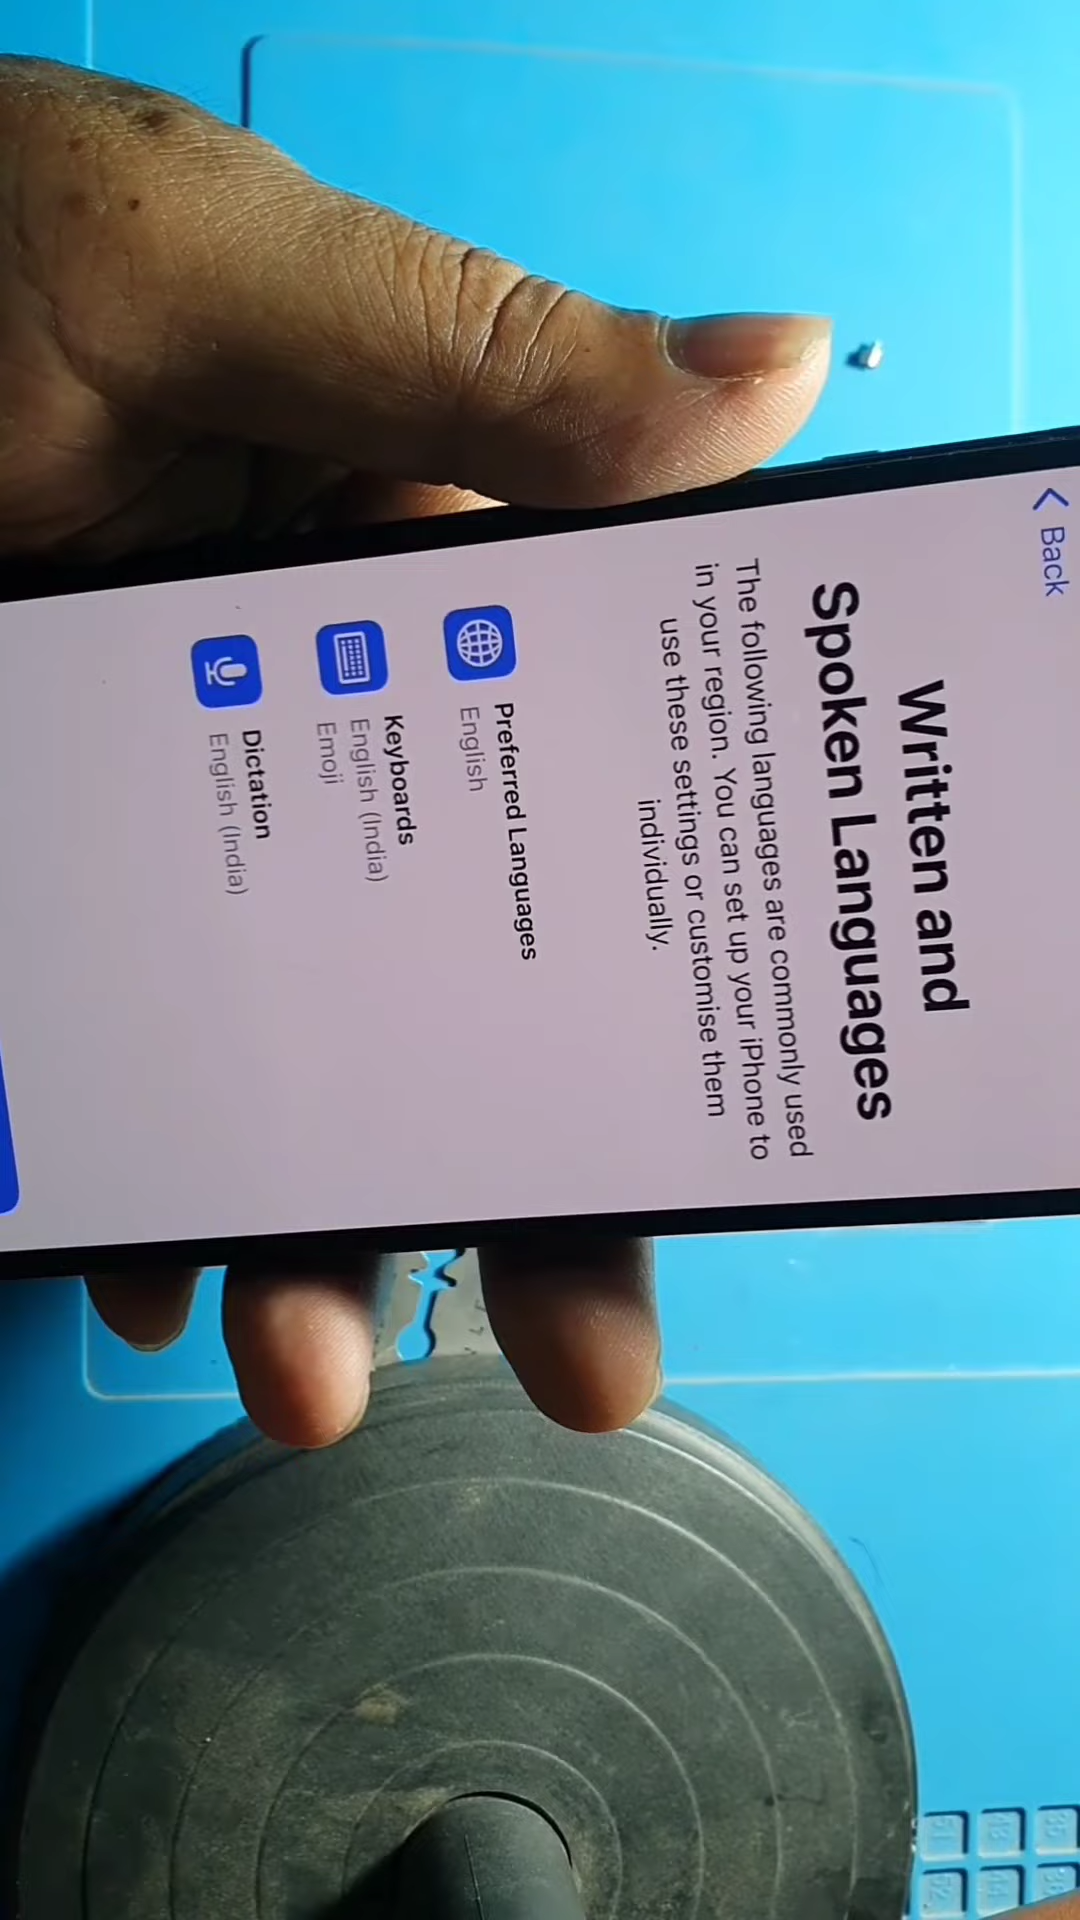 Back
Written and
Spoken Languages
The following languages are commonly used
in your region. You can set up your iPhone to
use these settings or customise them
individually.
Preferred Languages
English
Keyboards
English (India)
Emoji
Dictation
English (India)